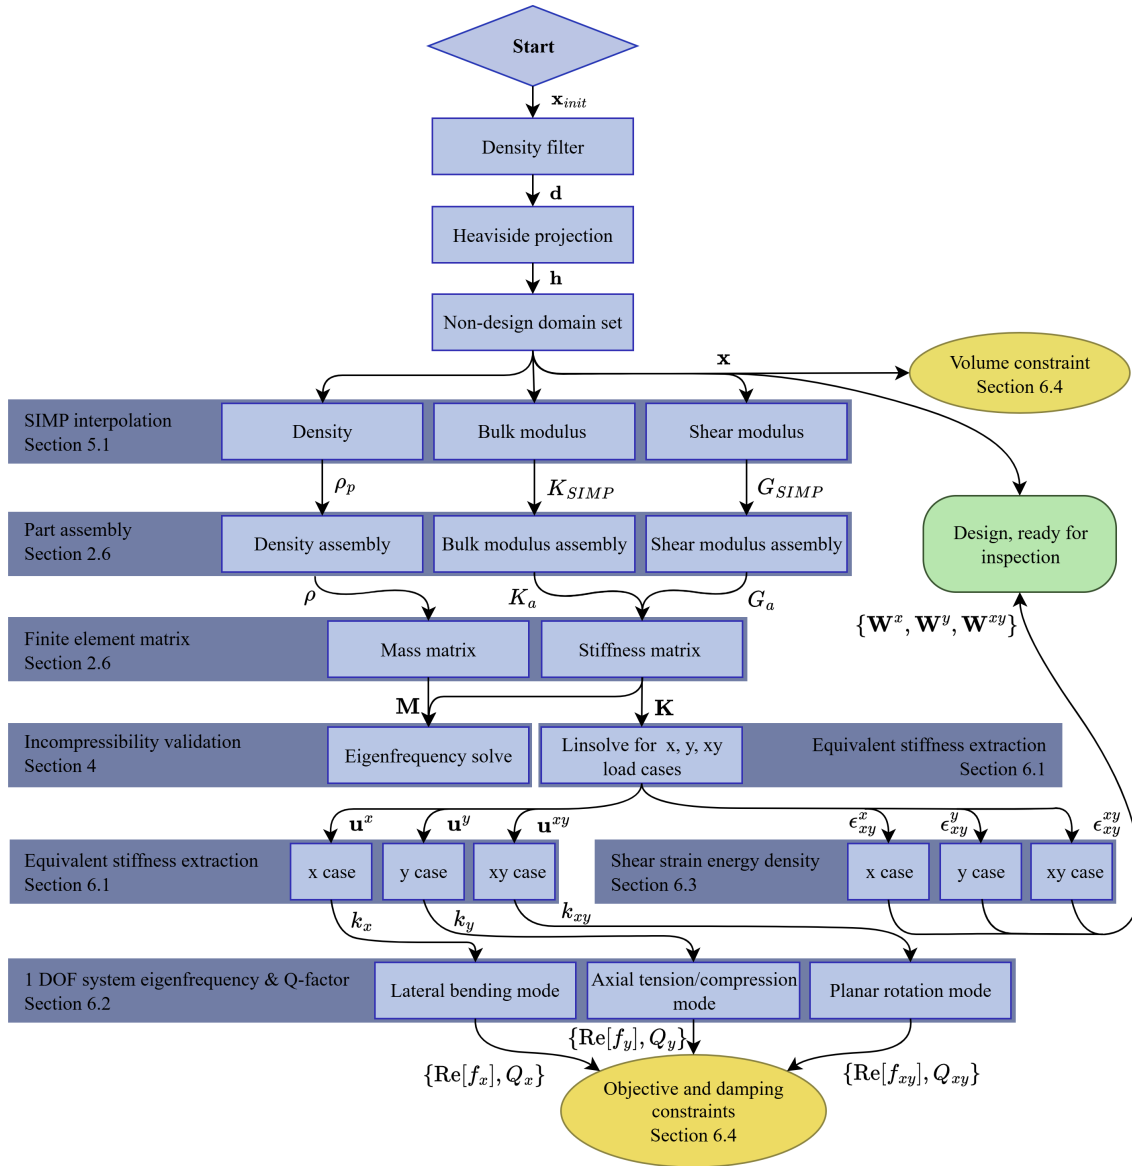 Start
x_init
Density filter
d
Heaviside projection
h
Non-design domain set
x
Volume constraint
Section 6.4
SIMP interpolation
Section 5.1
Density
Bulk modulus
Shear modulus
ρ_p
K_SIMP
G_SIMP
Part assembly
Section 2.6
Density assembly
Bulk modulus assembly
Shear modulus assembly
Design, ready for
inspection
ρ
K_a
G_a
{W^x, W^y, W^xy}
Finite element matrix
Section 2.6
Mass matrix
Stiffness matrix
M
K
Incompressibility validation
Section 4
Eigenfrequency solve
Linsolve for x, y, xy
load cases
Equivalent stiffness extraction
Section 6.1
u^x
u^y
u^xy
ϵ_xy^x
ϵ_xy^y
ϵ_xy^xy
Equivalent stiffness extraction
Section 6.1
x case
y case
xy case
Shear strain energy density
Section 6.3
x case
y case
xy case
k_x
k_y
k_xy
1 DOF system eigenfrequency & Q-factor
Section 6.2
Lateral bending mode
Axial tension/compression
mode
Planar rotation mode
{Re[f_x], Q_x}
{Re[f_y], Q_y}
{Re[f_xy], Q_xy}
Objective and damping
constraints
Section 6.4